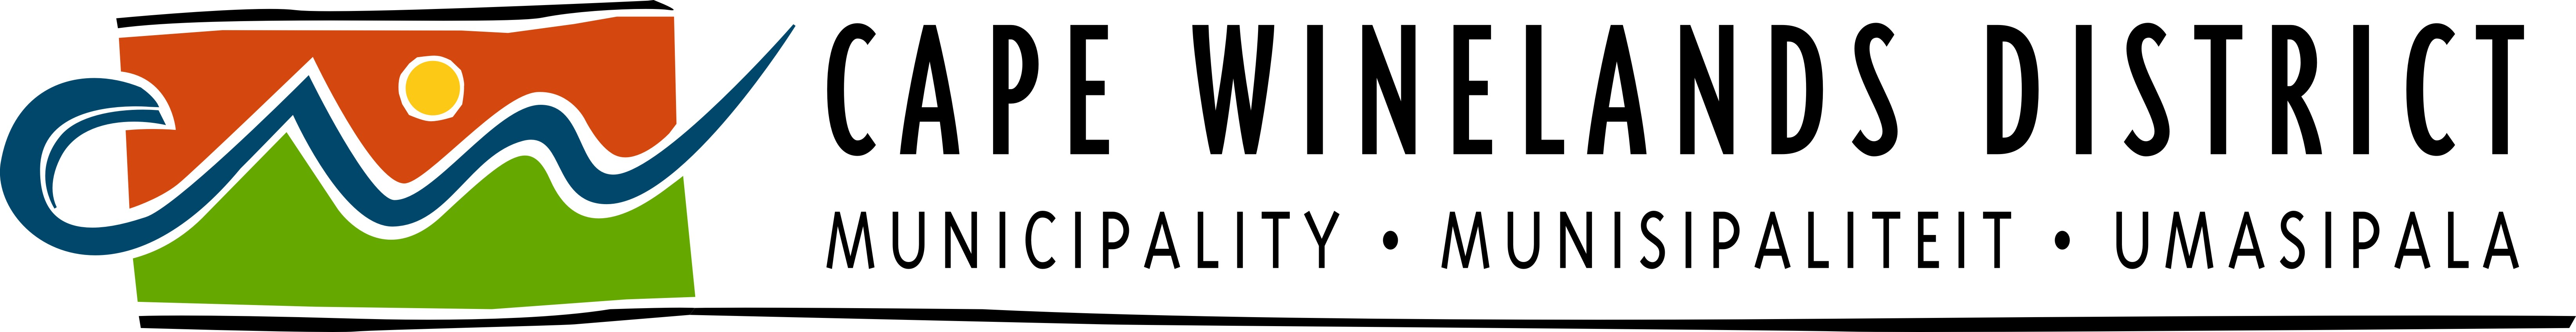 CAPE WINELANDS DISTRICT
MUNICIPALITY • MUNISIPALITEIT • UMASIPALA